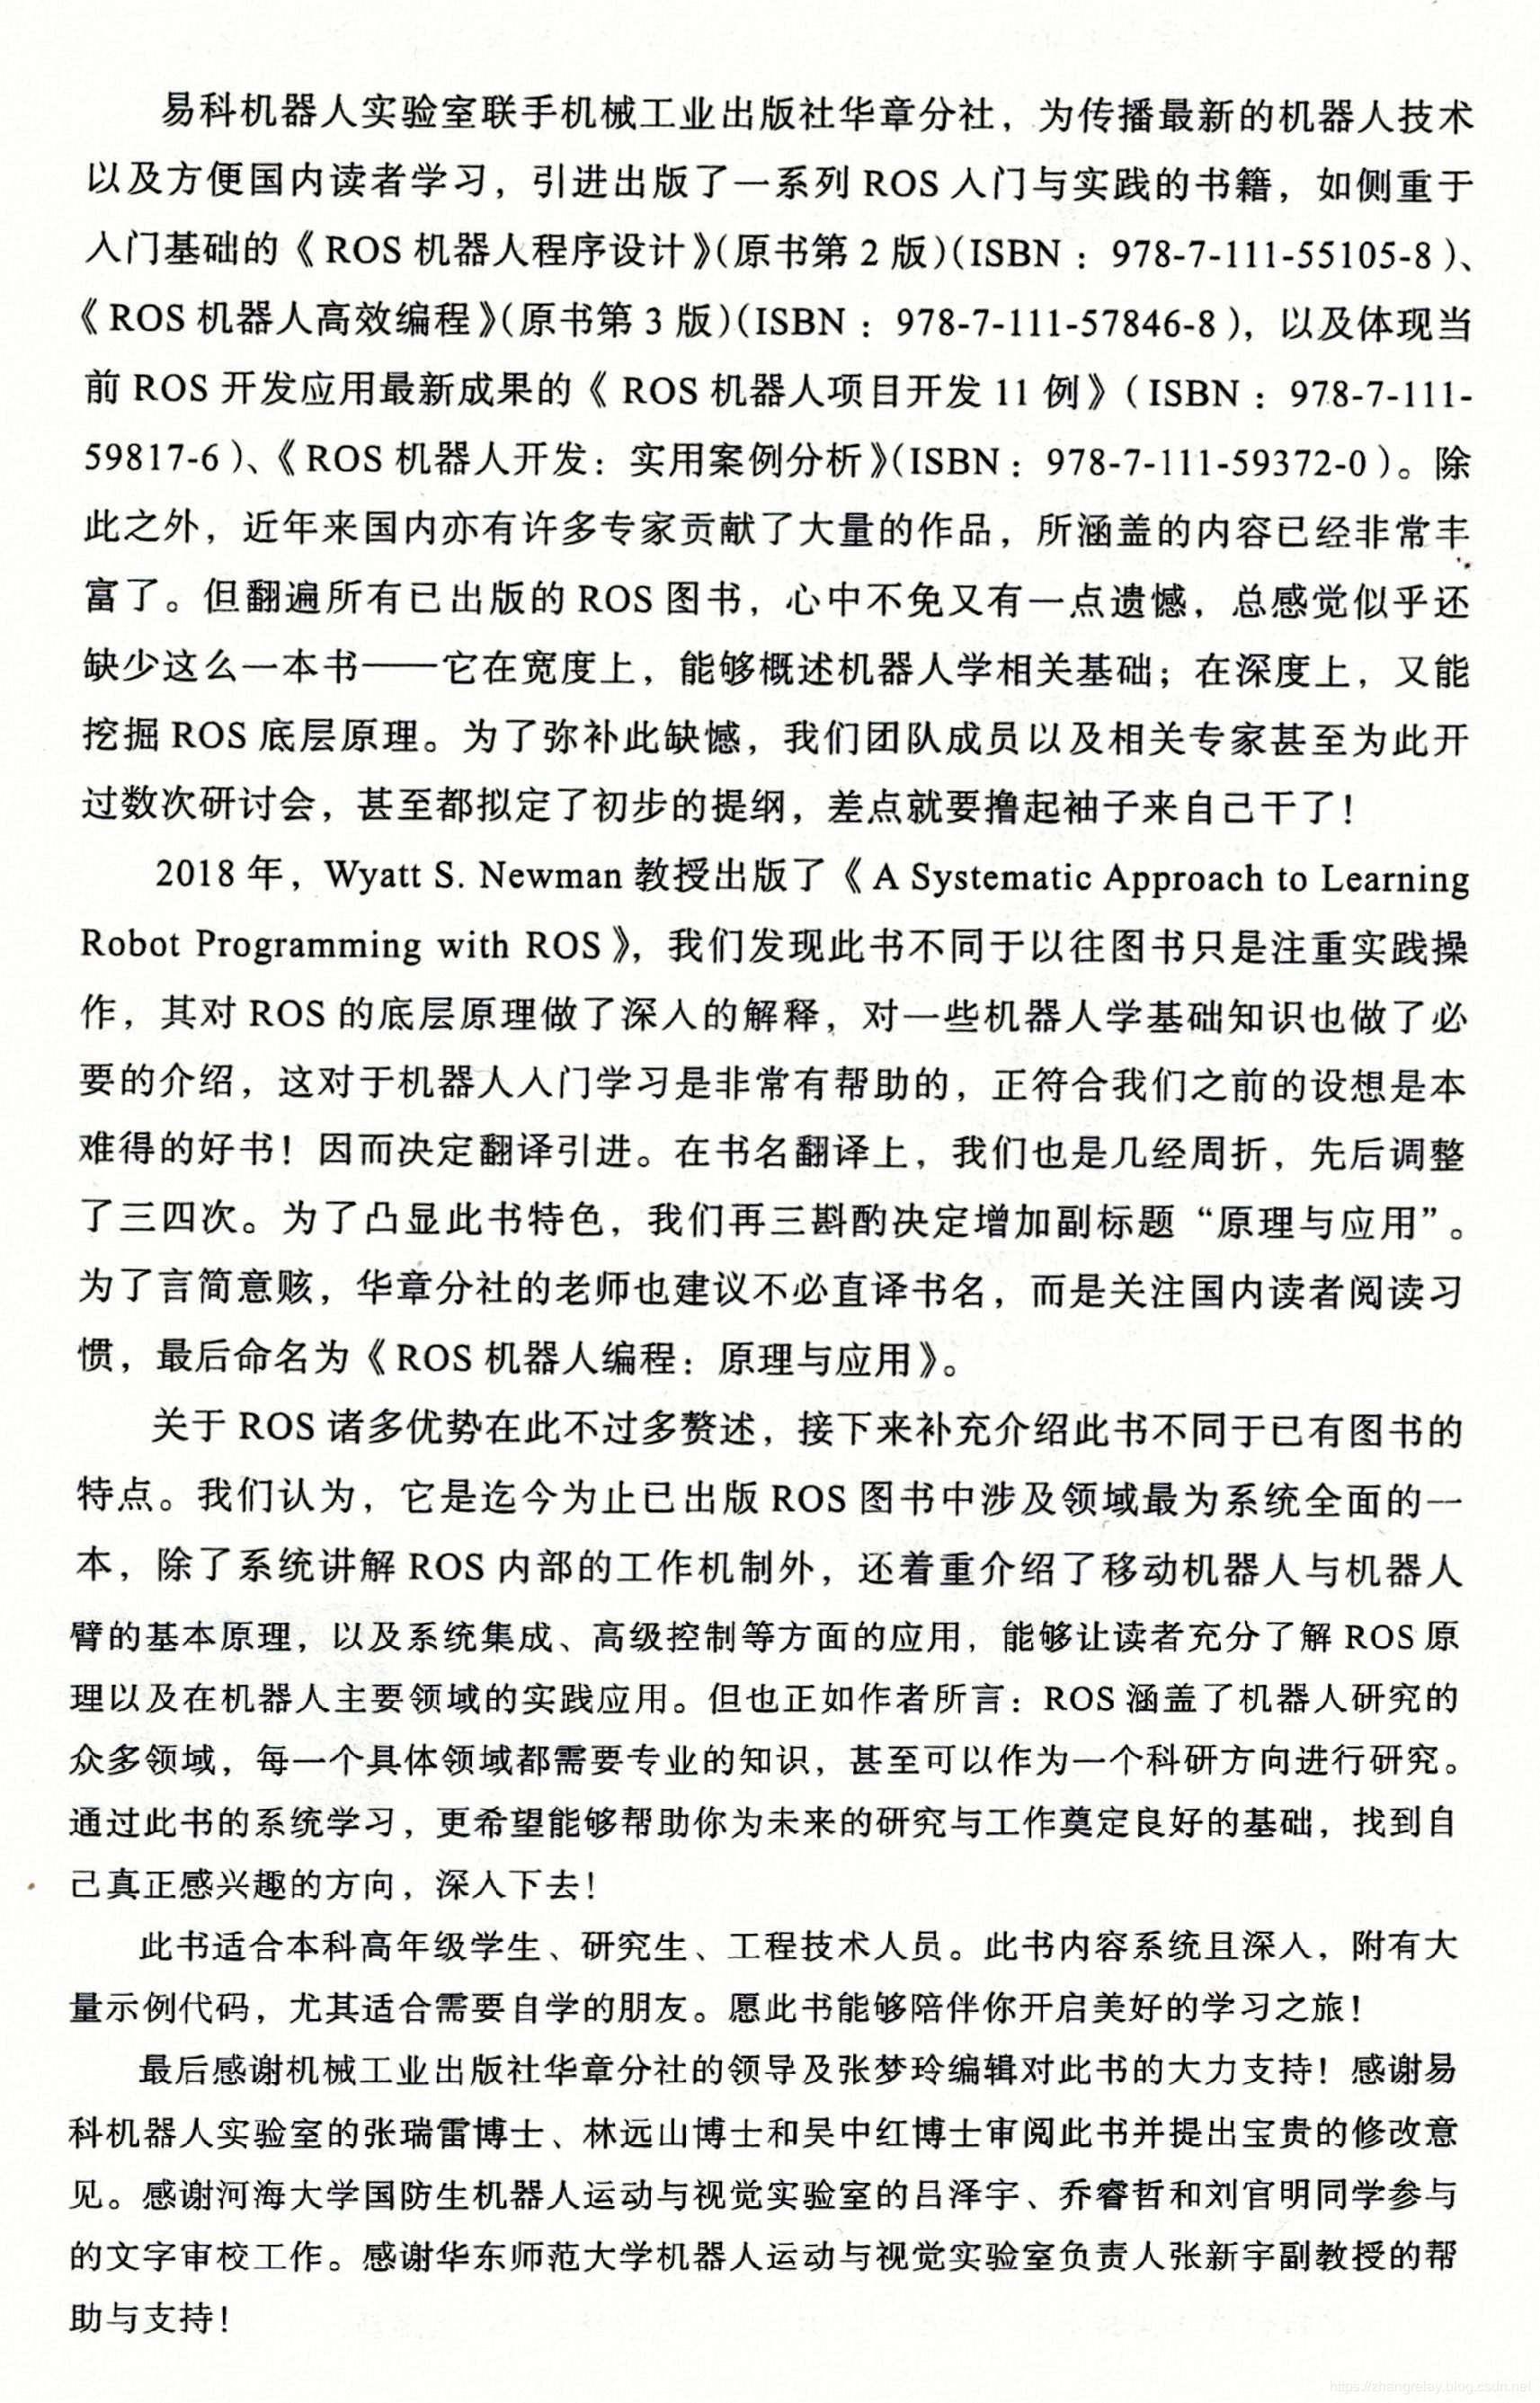 易科机器人实验室联手机械工业出版社华章分社，为传播最新的机器人技术
以及方便国内读者学习，引进出版了一系列 ROS 入门与实践的书籍，如侧重于
入门基础的《ROS 机器人程序设计》（原书第 2 版）（ISBN：978-7-111-55105-8）、
《ROS 机器人高效编程》（原书第 3 版）（ISBN：978-7-111-57846-8），以及体现当
前 ROS 开发应用最新成果的《ROS 机器人项目开发 11 例》（ISBN：978-7-111-
59817-6）、《ROS 机器人开发：实用案例分析》（ISBN：978-7-111-59372-0）。除
此之外，近年来国内亦有许多专家贡献了大量的作品，所涵盖的内容已经非常丰
富了。但翻遍所有已出版的 ROS 图书，心中不免又有一点遗憾，总感觉似乎还
缺少这么一本书——它在宽度上，能够概述机器人学相关基础；在深度上，又能
挖掘 ROS 底层原理。为了弥补此缺憾，我们团队成员以及相关专家甚至为此开
过数次研讨会，甚至都拟定了初步的提纲，差点就要撸起袖子来自己干了！
2018 年，Wyatt S. Newman 教授出版了《A Systematic Approach to Learning
Robot Programming with ROS》，我们发现此书不同于以往图书只是注重实践操
作，其对 ROS 的底层原理做了深入的解释，对一些机器人学基础知识也做了必
要的介绍，这对于机器人入门学习是非常有帮助的，正符合我们之前的设想是本
难得的好书！因而决定翻译引进。在书名翻译上，我们也是几经周折，先后调整
了三四次。为了凸显此书特色，我们再三斟酌决定增加副标题“原理与应用”。
为了言简意赅，华章分社的老师也建议不必直译书名，而是关注国内读者阅读习
惯，最后命名为《ROS 机器人编程：原理与应用》。
关于 ROS 诸多优势在此不过多赘述，接下来补充介绍此书不同于已有图书的
特点。我们认为，它是迄今为止已出版 ROS 图书中涉及领域最为系统全面的一
本，除了系统讲解 ROS 内部的工作机制外，还着重介绍了移动机器人与机器人
臂的基本原理，以及系统集成、高级控制等方面的应用，能够让读者充分了解 ROS 原
理以及在机器人主要领域的实践应用。但也正如作者所言：ROS 涵盖了机器人研究的
众多领域，每一个具体领域都需要专业的知识，甚至可以作为一个科研方向进行研究。
通过此书的系统学习，更希望能够帮助你为未来的研究与工作奠定良好的基础，找到自
己真正感兴趣的方向，深入下去！
此书适合本科高年级学生、研究生、工程技术人员。此书内容系统且深入，附有大
量示例代码，尤其适合需要自学的朋友。愿此书能够陪伴你开启美好的学习之旅！
最后感谢机械工业出版社华章分社的领导及张梦玲编辑对此书的大力支持！感谢易
科机器人实验室的张瑞雷博士、林远山博士和吴中红博士审阅此书并提出宝贵的修改意
见。感谢河海大学国防生机器人运动与视觉实验室的吕泽宇、乔睿哲和刘官明同学参与
的文字审校工作。感谢华东师范大学机器人运动与视觉实验室负责人张新宇副教授的帮
助与支持！
https://zhangrelay.blog.csdn.net